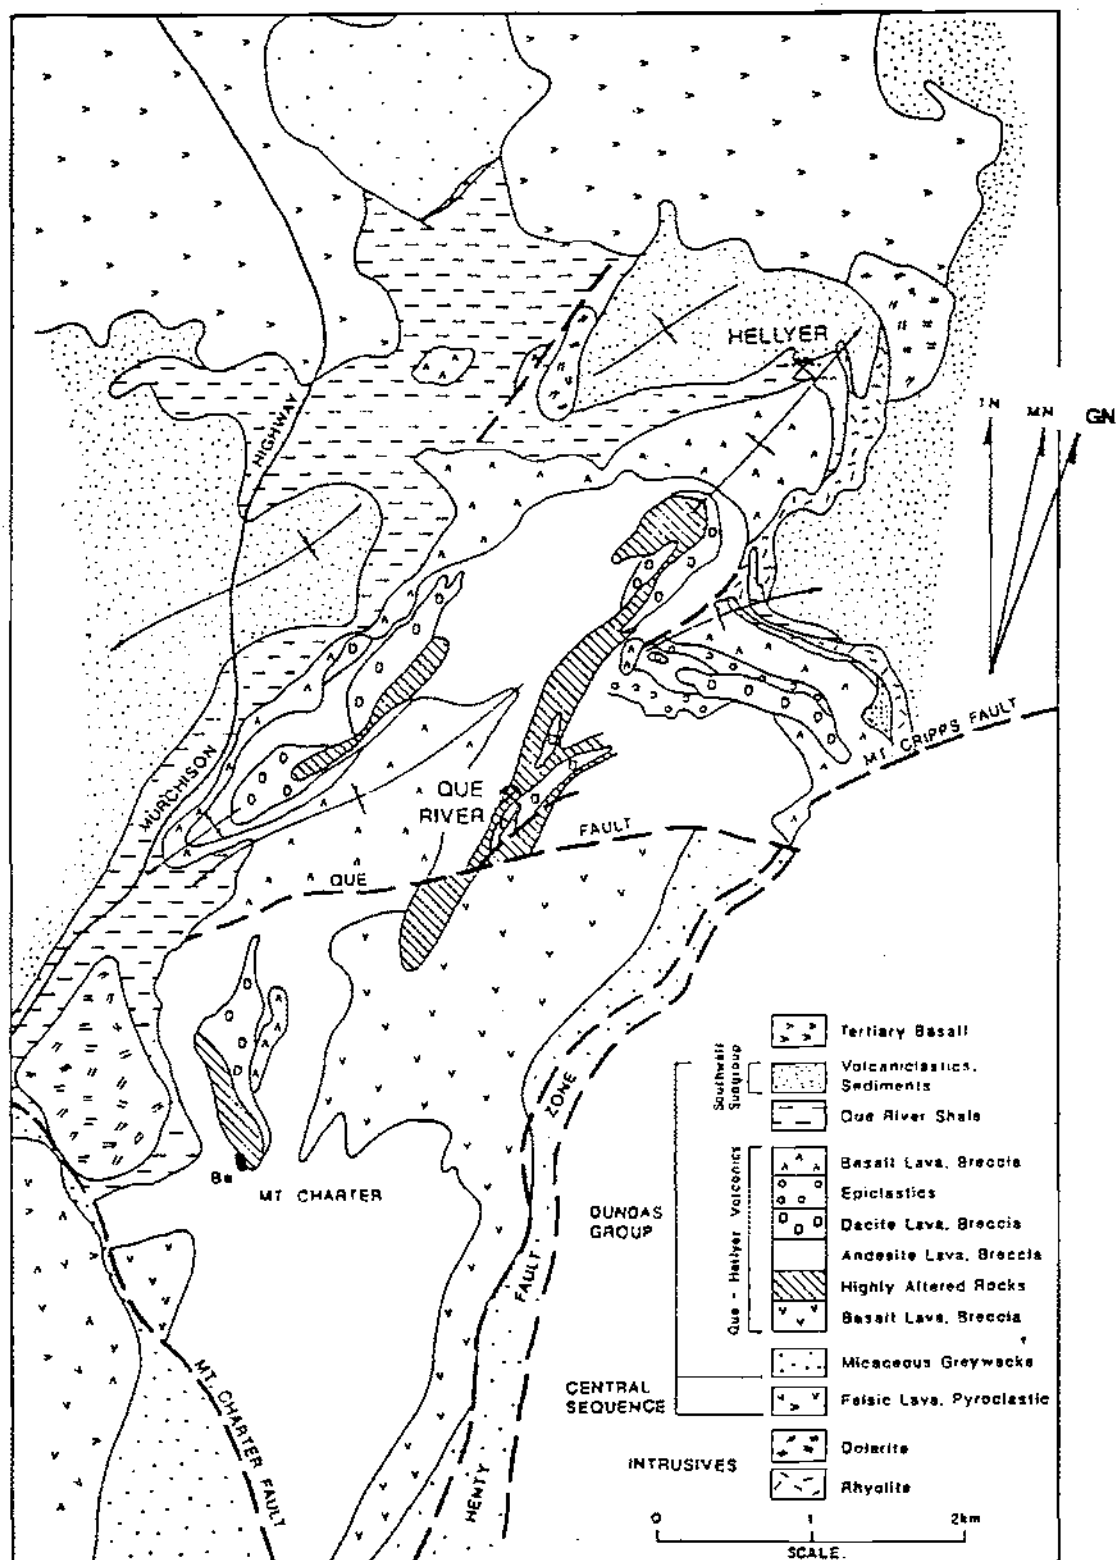 HELLYER
TN
MN
GN
HIGHWAY
MURCHISON
QUE
RIVER
MT. CRIPPS FAULT
QUE
FAULT
ZONE
FAULT
HENTY
Ba
MT CHARTER
MT. CHARTER FAULT
Tertiary Basalt
Southwell
Subgroup
Volcaniclastics,
Sediments
Que River Shale
DUNDAS
GROUP
Que - Hellyer Volcanics
Basalt Lava, Breccia
Epiclastics
Dacite Lava, Breccia
Andesite Lava, Breccia
Highly Altered Rocks
Basalt Lava, Breccia
Micaceous Greywacke
CENTRAL
SEQUENCE
Felsic Lava, Pyroclastic
INTRUSIVES
Dolerite
Rhyolite
0
1
2km
SCALE.